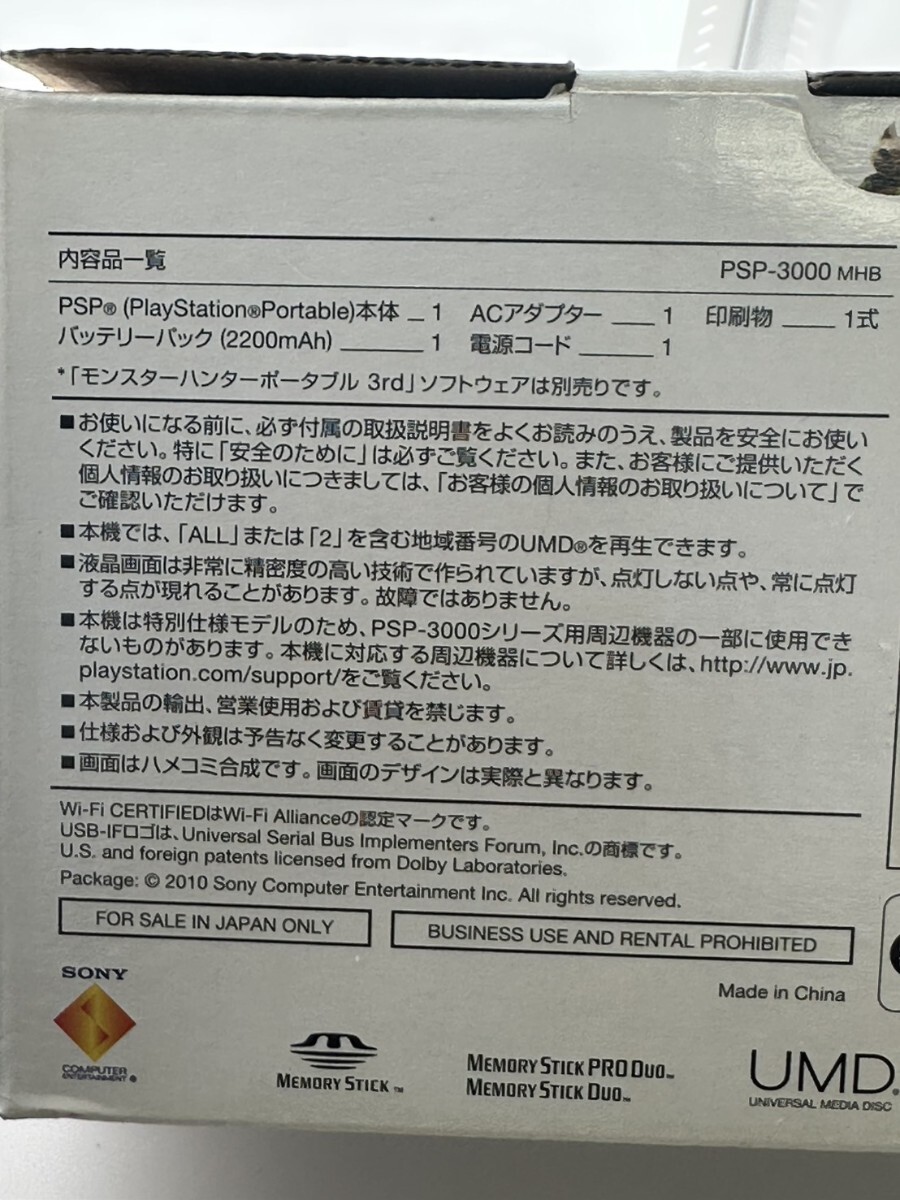 内容品一覧 PSP-3000 MHB
PSP® (PlayStation®Portable)本体 1 ACアダプター 1 印刷物 1式
バッテリーパック (2200mAh) 1 電源コード 1
*「モンスターハンターポータブル 3rd」ソフトウェアは別売りです。
■お使いになる前に、必ず付属の取扱説明書をよくお読みのうえ、製品を安全にお使い
ください。特に「安全のために」は必ずご覧ください。また、お客様にご提供いただく
個人情報のお取り扱いにつきましては、「お客様の個人情報のお取り扱いについて」で
ご確認いただけます。
■本機では、「ALL」または「2」を含む地域番号のUMD®を再生できます。
■液晶画面は非常に精密度の高い技術で作られていますが、点灯しない点や、常に点灯
する点が現れることがあります。故障ではありません。
■本機は特別仕様モデルのため、PSP-3000シリーズ用周辺機器の一部に使用でき
ないものがあります。本機に対応する周辺機器について詳しくは、http://www.jp.
playstation.com/support/をご覧ください。
■本製品の輸出、営業使用および賃貸を禁じます。
■仕様および外観は予告なく変更することがあります。
■画面はハメコミ合成です。画面のデザインは実際と異なります。
Wi-Fi CERTIFIEDはWi-Fi Allianceの認定マークです。
USB-IFロゴは、Universal Serial Bus Implementers Forum, Inc.の商標です。
U.S. and foreign patents licensed from Dolby Laboratories.
Package: © 2010 Sony Computer Entertainment Inc. All rights reserved.
FOR SALE IN JAPAN ONLY BUSINESS USE AND RENTAL PROHIBITED
Made in China
SONY
COMPUTER
ENTERTAINMENT®
MEMORY STICK™
MEMORY STICK PRO DUO™
MEMORY STICK DUO™
UMD®
UNIVERSAL MEDIA DISC